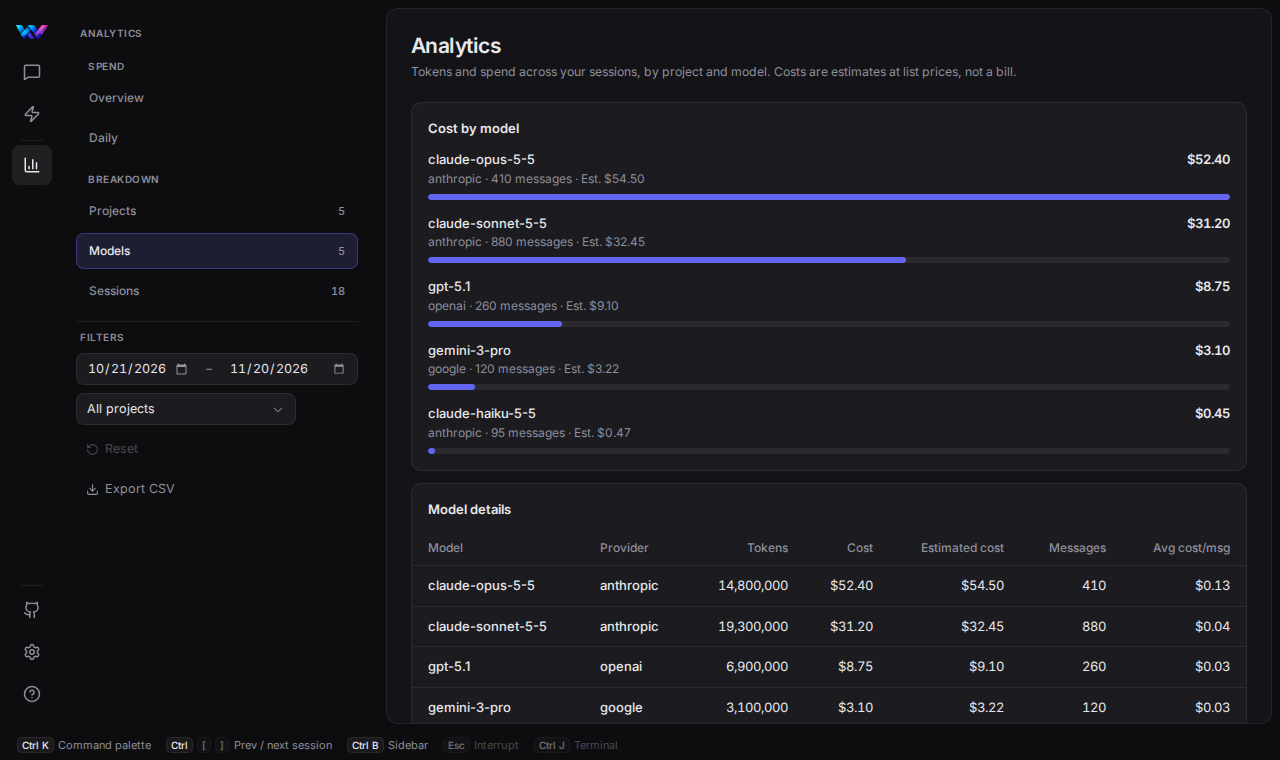 ANALYTICS
SPEND
Overview
Daily
BREAKDOWN
Projects 5
Models 5
Sessions 18
FILTERS
10/21/2026 – 11/20/2026
All projects
Reset
Export CSV
Analytics
Tokens and spend across your sessions, by project and model. Costs are estimates at list prices, not a bill.
Cost by model
claude-opus-5-5 $52.40
anthropic · 410 messages · Est. $54.50
claude-sonnet-5-5 $31.20
anthropic · 880 messages · Est. $32.45
gpt-5.1 $8.75
openai · 260 messages · Est. $9.10
gemini-3-pro $3.10
google · 120 messages · Est. $3.22
claude-haiku-5-5 $0.45
anthropic · 95 messages · Est. $0.47
Model details
Model Provider Tokens Cost Estimated cost Messages Avg cost/msg
claude-opus-5-5 anthropic 14,800,000 $52.40 $54.50 410 $0.13
claude-sonnet-5-5 anthropic 19,300,000 $31.20 $32.45 880 $0.04
gpt-5.1 openai 6,900,000 $8.75 $9.10 260 $0.03
gemini-3-pro google 3,100,000 $3.10 $3.22 120 $0.03
Ctrl K Command palette Ctrl [ ] Prev / next session Ctrl B Sidebar Esc Interrupt Ctrl J Terminal